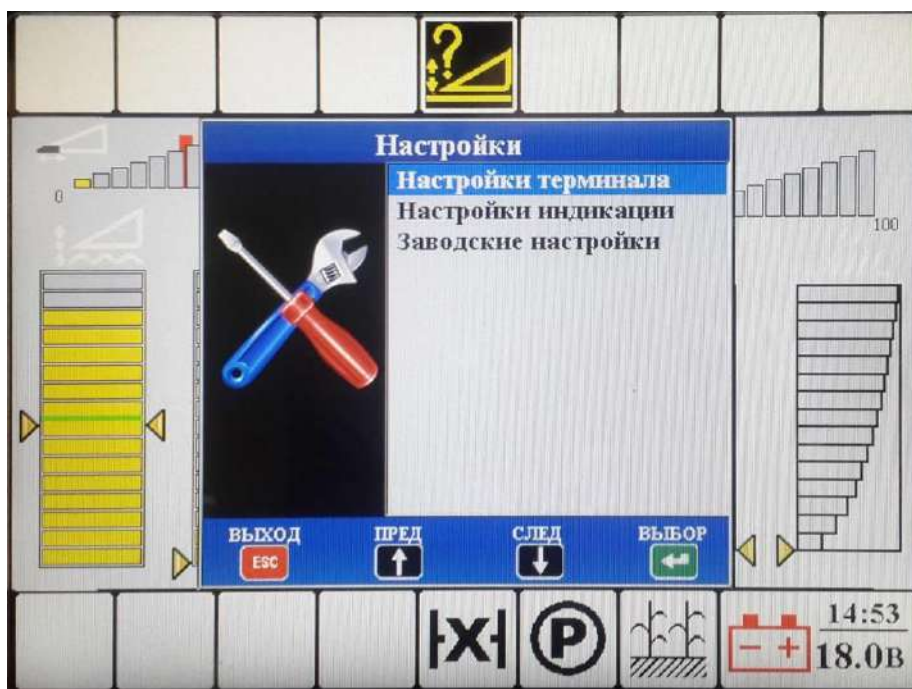 ?
Настройки
Настройки терминала
Настройки индикации
Заводские настройки
0
100
ВЫХОД ПРЕД СЛЕД ВЫБОР
ESC
X P
14:53
- + 18.0В